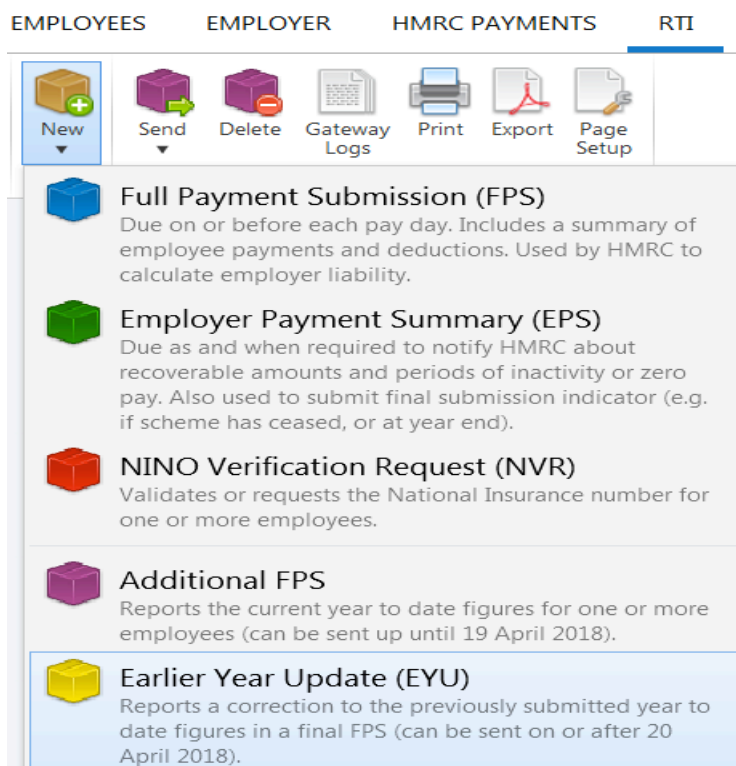 EMPLOYEES EMPLOYER HMRC PAYMENTS RTI
New Send Delete Gateway Logs Print Export Page Setup
Full Payment Submission (FPS)
Due on or before each pay day. Includes a summary of
employee payments and deductions. Used by HMRC to
calculate employer liability.
Employer Payment Summary (EPS)
Due as and when required to notify HMRC about
recoverable amounts and periods of inactivity or zero
pay. Also used to submit final submission indicator (e.g.
if scheme has ceased, or at year end).
NINO Verification Request (NVR)
Validates or requests the National Insurance number for
one or more employees.
Additional FPS
Reports the current year to date figures for one or more
employees (can be sent up until 19 April 2018).
Earlier Year Update (EYU)
Reports a correction to the previously submitted year to
date figures in a final FPS (can be sent on or after 20
April 2018).